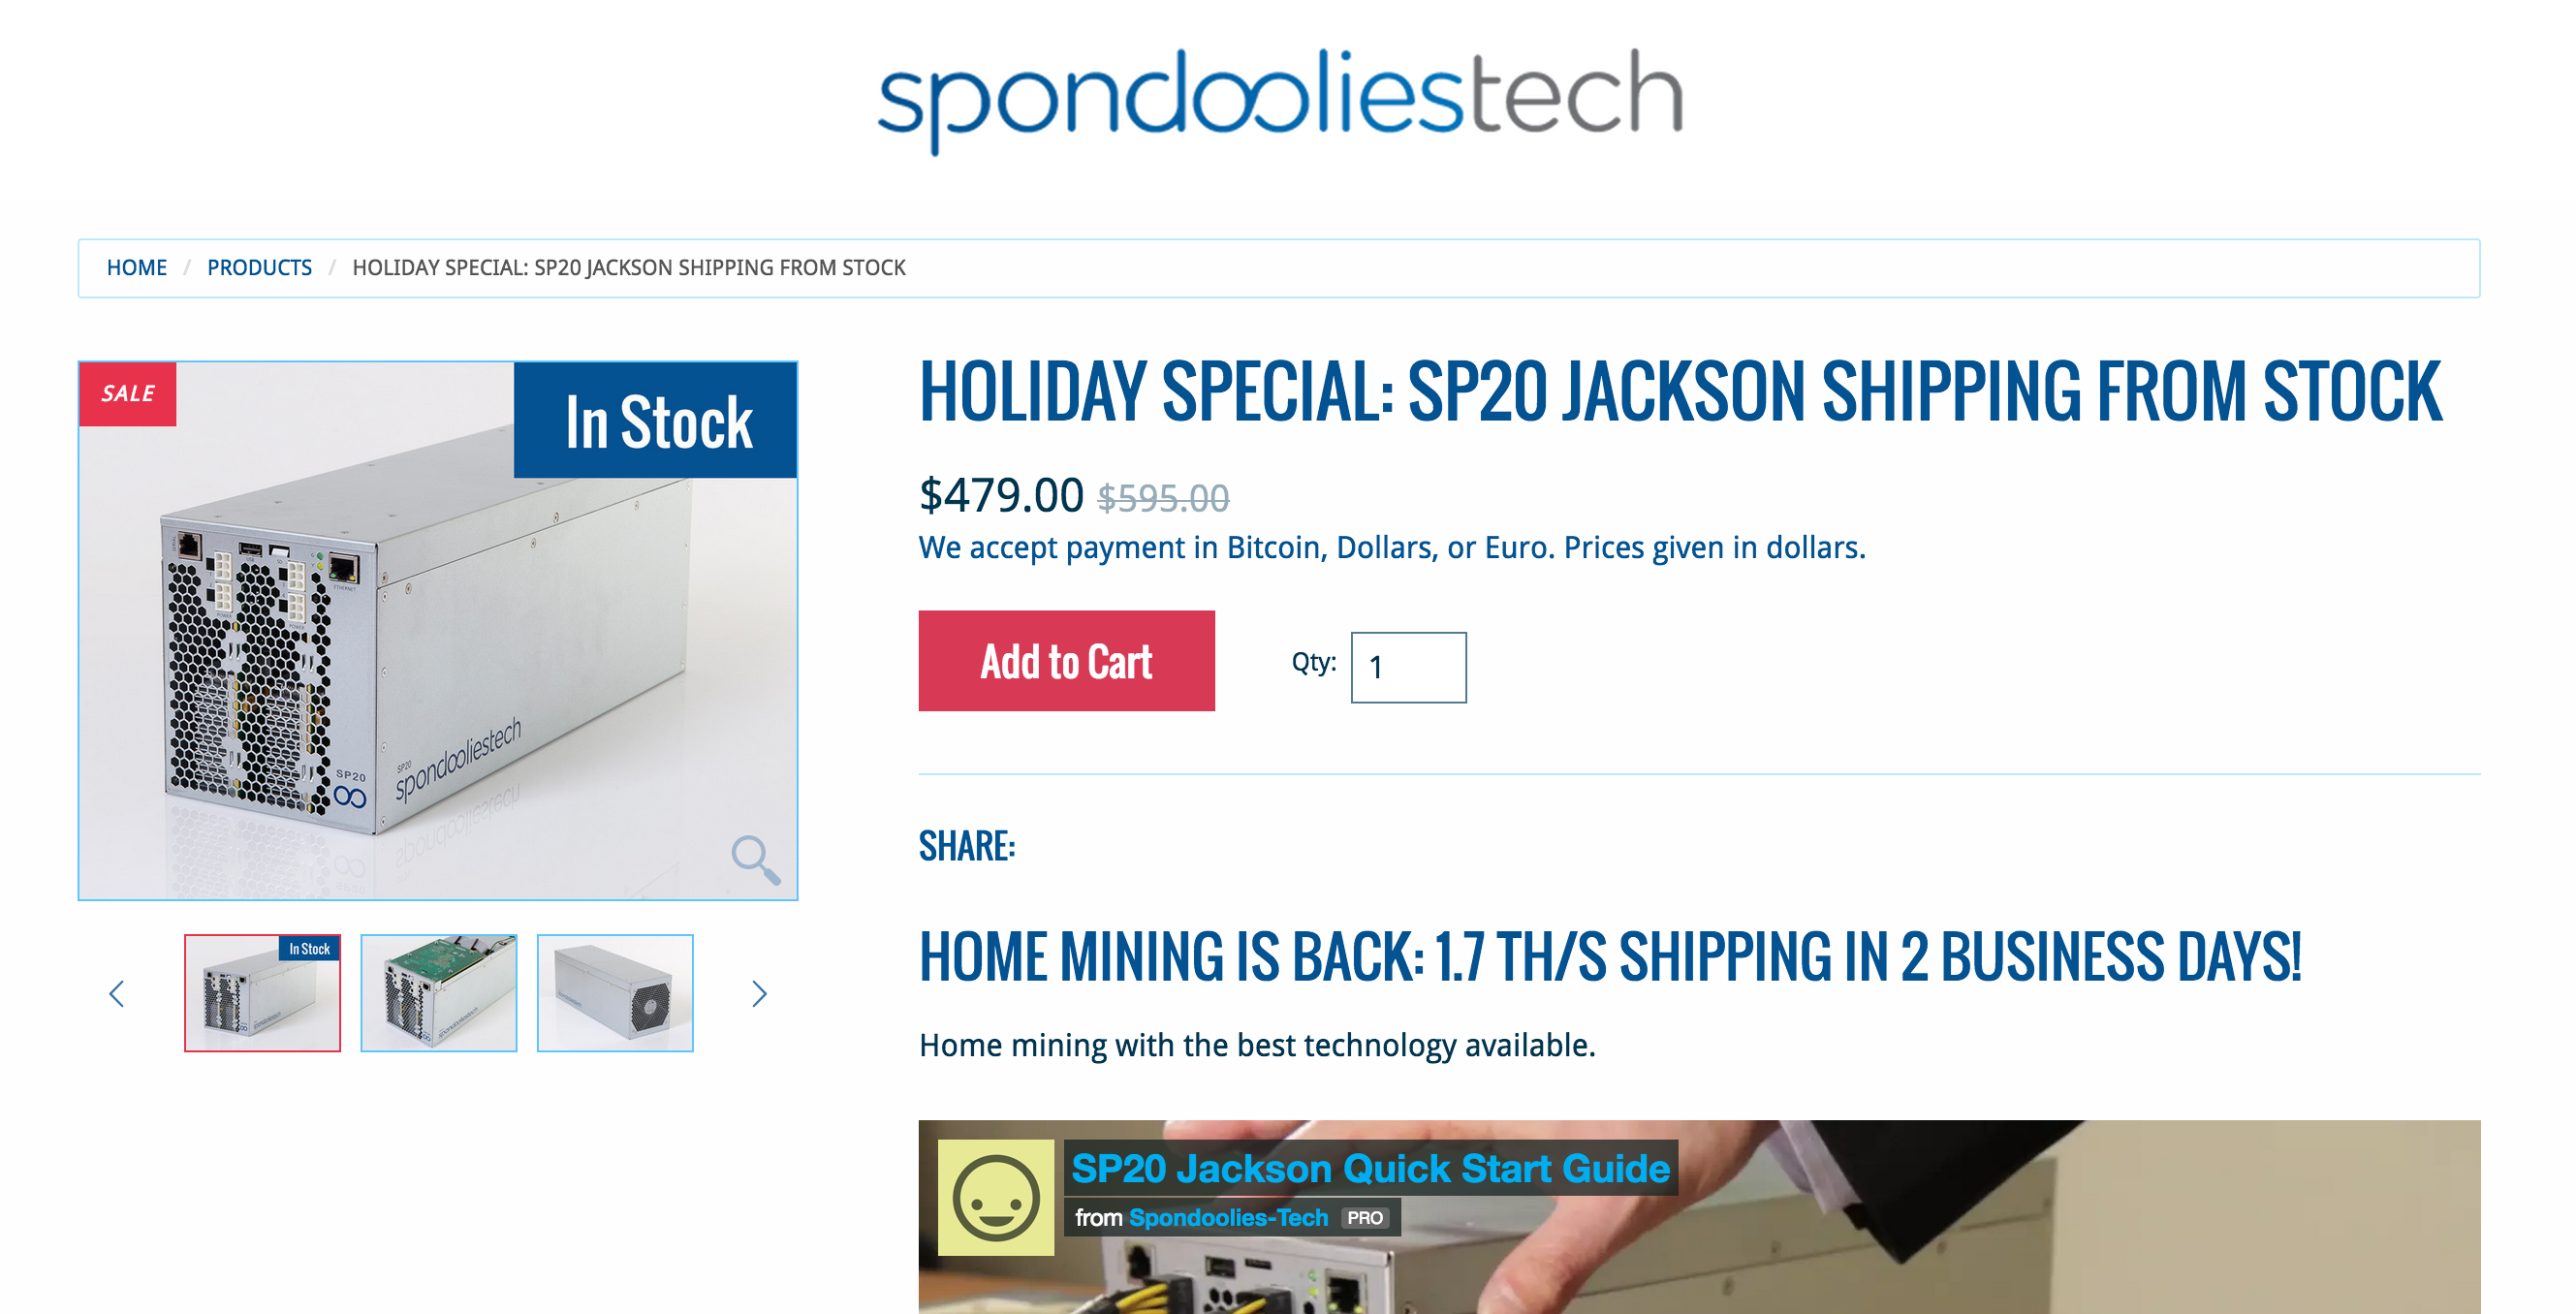 spondooliestech
HOME / PRODUCTS / HOLIDAY SPECIAL: SP20 JACKSON SHIPPING FROM STOCK
SALE
In Stock
SP20
SP20
spondooliestech
In Stock
HOLIDAY SPECIAL: SP20 JACKSON SHIPPING FROM STOCK
$479.00 $595.00
We accept payment in Bitcoin, Dollars, or Euro. Prices given in dollars.
Add to Cart
Qty: 1
SHARE:
HOME MINING IS BACK: 1.7 TH/S SHIPPING IN 2 BUSINESS DAYS!
Home mining with the best technology available.
SP20 Jackson Quick Start Guide
from Spondoolies-Tech PRO